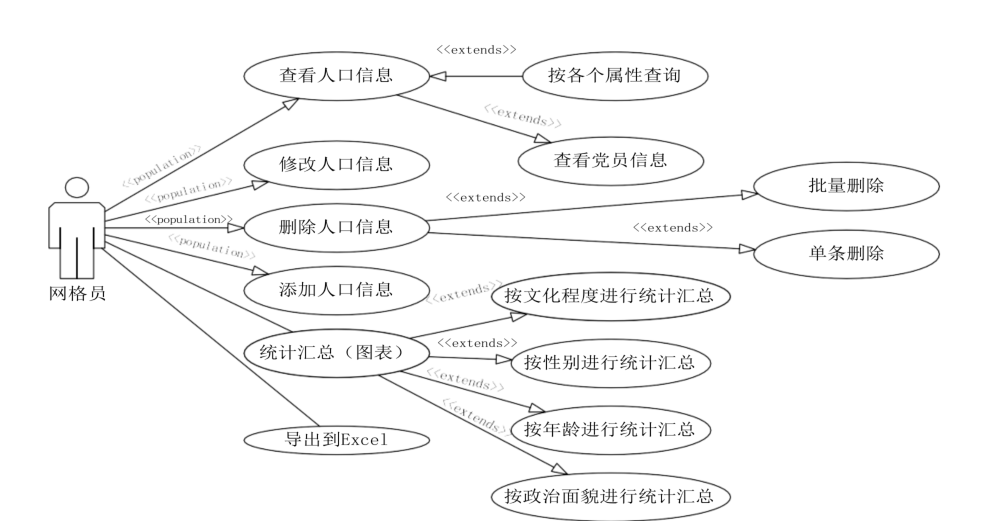 <<extends>>
查看人口信息
按各个属性查询
<<extends>>
查看党员信息
<<population>>
修改人口信息
<<population>>
<<extends>>
批量删除
<<population>>
删除人口信息
<<extends>>
单条删除
<<population>>
网格员
添加人口信息
<<extends>>
按文化程度进行统计汇总
统计汇总（图表）
<<extends>>
按性别进行统计汇总
<<extends>>
按年龄进行统计汇总
<<extends>>
导出到Excel
按政治面貌进行统计汇总